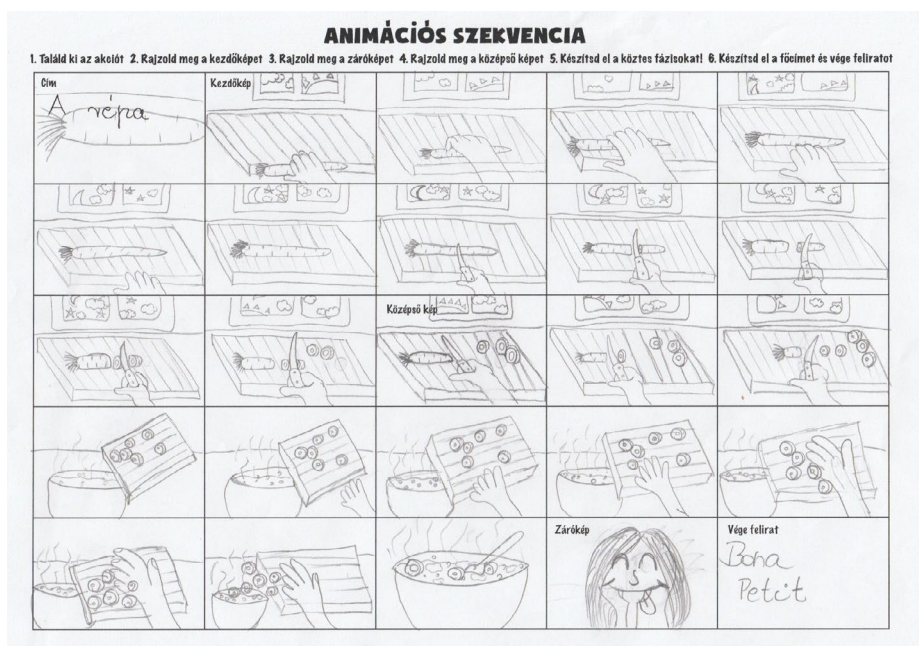 ANIMÁCIÓS SZEKVENCIA
1. Találd ki az akciót 2. Rajzold meg a kezdőképet 3. Rajzold meg a záróképet 4. Rajzold meg a középső képet 5. Készítsd el a köztes fázisokat! 6. Készítsd el a főcímet és vége feliratot
Cím
A répa
Kezdőkép
Középső kép
Zárókép
Vége felirat
Bona
Petit